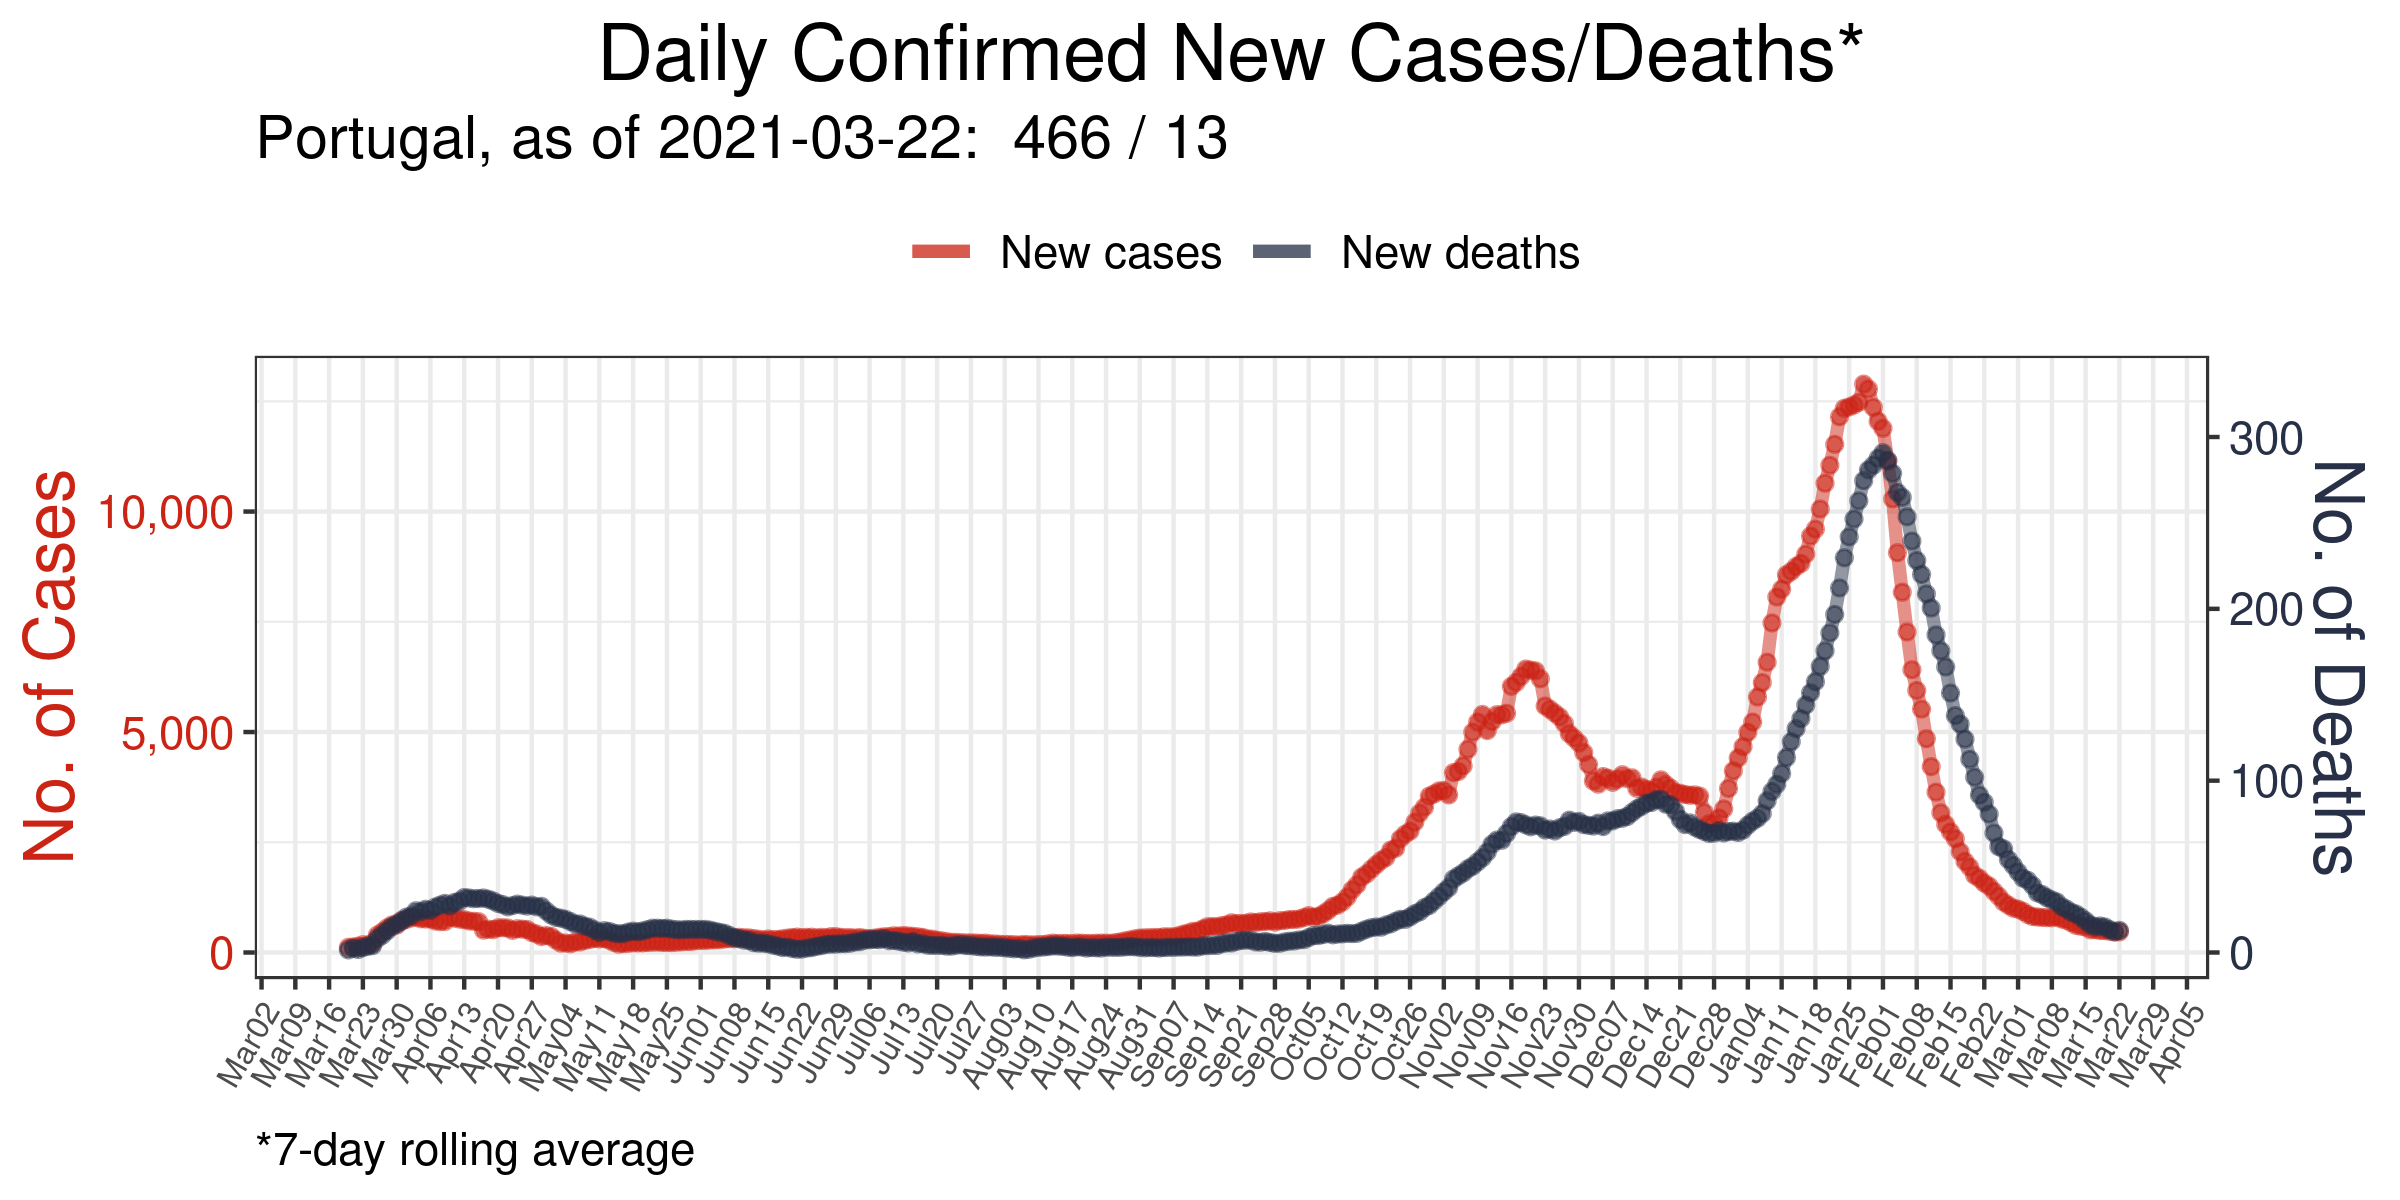 Daily Confirmed New Cases/Deaths*
Portugal, as of 2021-03-22:  466 / 13
New cases New deaths
No. of Cases
10,000
5,000
0
300
200
100
0
No. of Deaths
Mar02 Mar09 Mar16 Mar23 Mar30 Apr06 Apr13 Apr20 Apr27 May04 May11 May18 May25 Jun01 Jun08 Jun15 Jun22 Jun29 Jul06 Jul13 Jul20 Jul27 Aug03 Aug10 Aug17 Aug24 Aug31 Sep07 Sep14 Sep21 Sep28 Oct05 Oct12 Oct19 Oct26 Nov02 Nov09 Nov16 Nov23 Nov30 Dec07 Dec14 Dec21 Dec28 Jan04 Jan11 Jan18 Jan25 Feb01 Feb08 Feb15 Feb22 Mar01 Mar08 Mar15 Mar22 Mar29 Apr05
*7-day rolling average